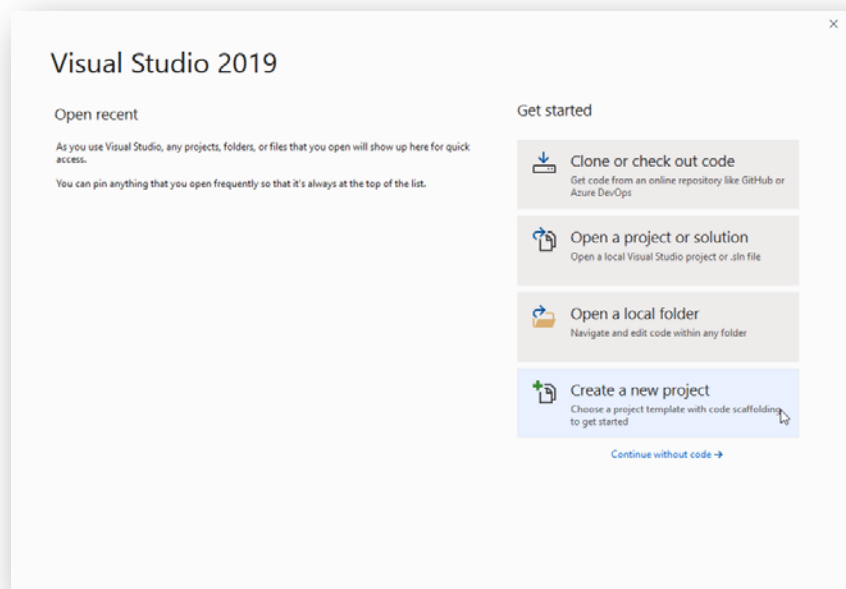 Visual Studio 2019
Open recent
As you use Visual Studio, any projects, folders, or files that you open will show up here for quick
access.
You can pin anything that you open frequently so that it's always at the top of the list.
Get started
Clone or check out code
Get code from an online repository like GitHub or
Azure DevOps
Open a project or solution
Open a local Visual Studio project or .sln file
Open a local folder
Navigate and edit code within any folder
Create a new project
Choose a project template with code scaffolding
to get started
Continue without code →